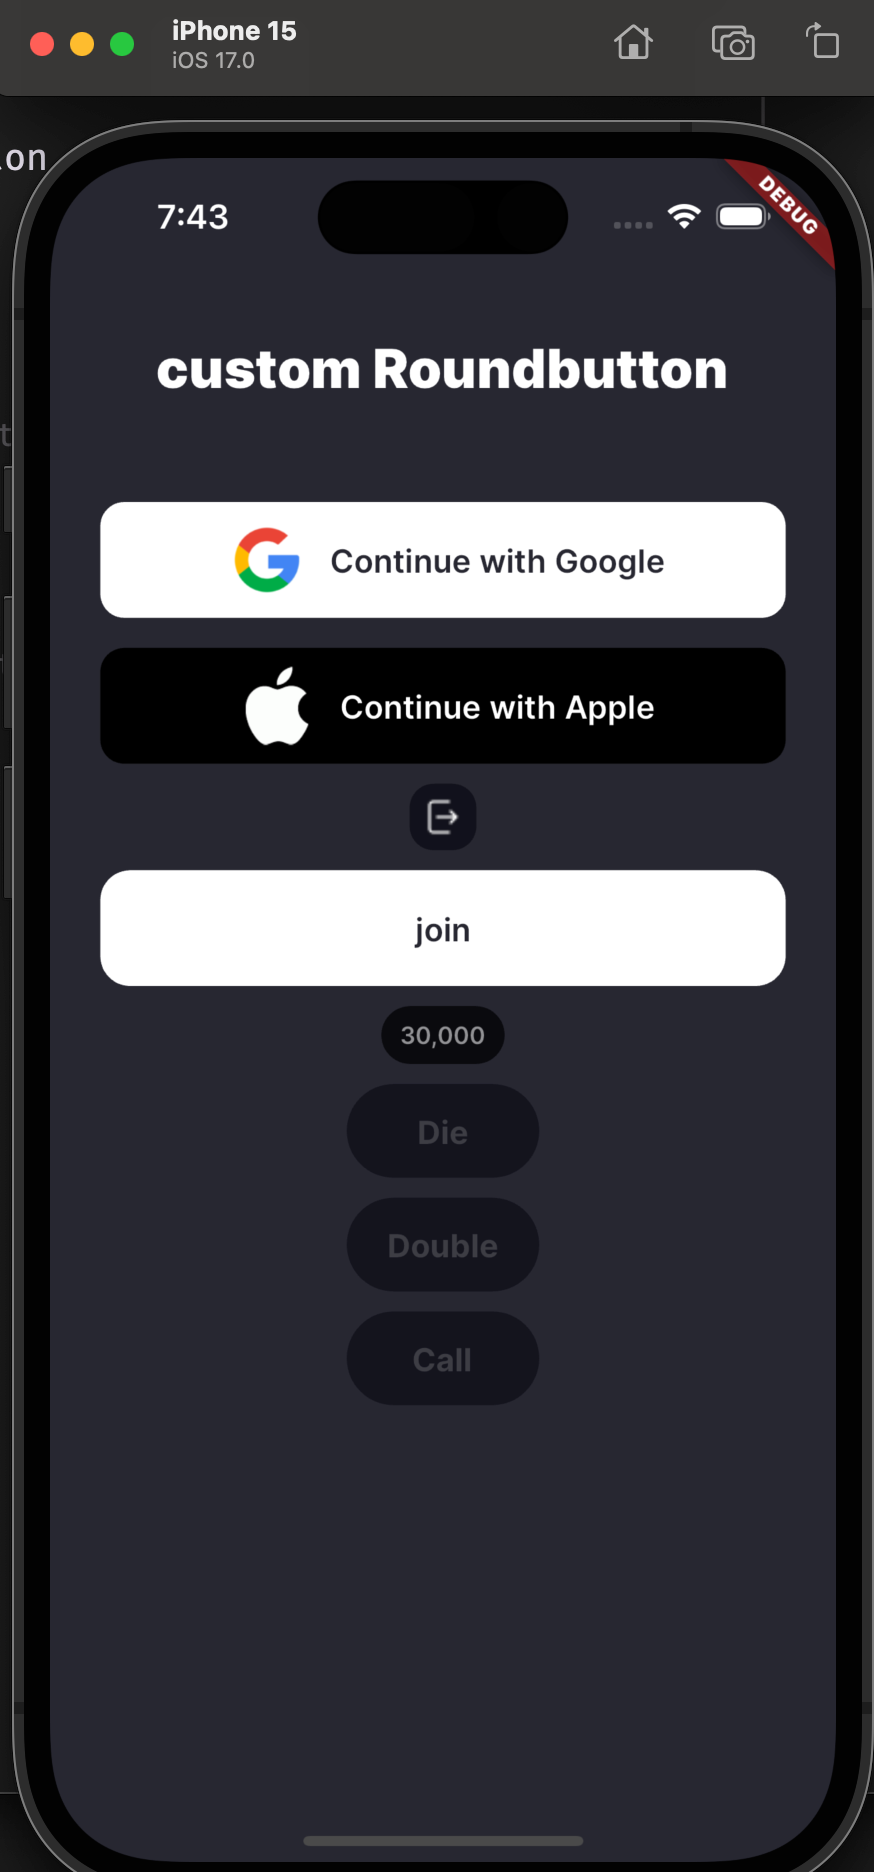 iPhone 15
iOS 17.0
on
7:43
DEBUG
custom Roundbutton
Continue with Google
Continue with Apple
join
30,000
Die
Double
Call